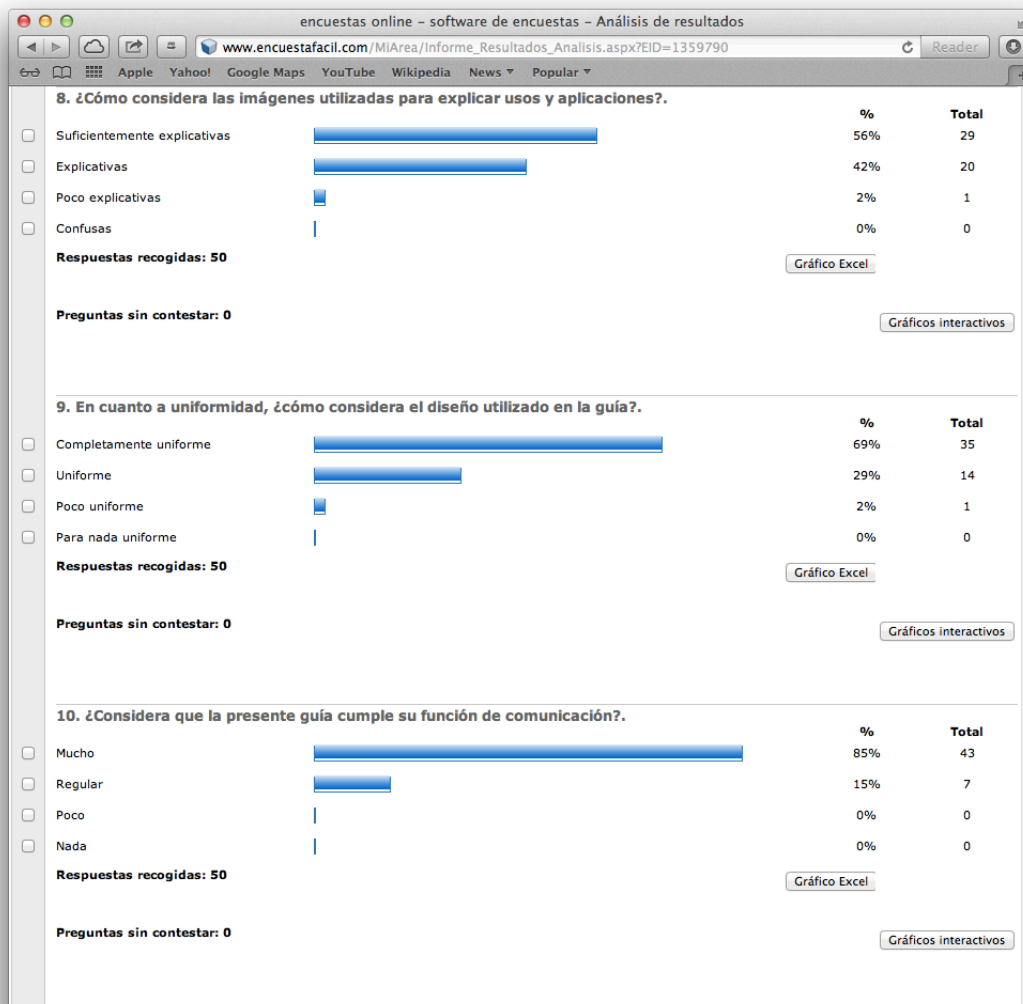 encuestas online – software de encuestas – Análisis de resultados
www.encuestafacil.com/MiArea/Informe_Resultados_Analisis.aspx?EID=1359790 Reader
Apple Yahoo! Google Maps YouTube Wikipedia News Popular
8. ¿Cómo considera las imágenes utilizadas para explicar usos y aplicaciones?.
% Total
Suficientemente explicativas 56% 29
Explicativas 42% 20
Poco explicativas 2% 1
Confusas 0% 0
Respuestas recogidas: 50
Gráfico Excel
Preguntas sin contestar: 0
Gráficos interactivos
9. En cuanto a uniformidad, ¿cómo considera el diseño utilizado en la guía?.
% Total
Completamente uniforme 69% 35
Uniforme 29% 14
Poco uniforme 2% 1
Para nada uniforme 0% 0
Respuestas recogidas: 50
Gráfico Excel
Preguntas sin contestar: 0
Gráficos interactivos
10. ¿Considera que la presente guía cumple su función de comunicación?.
% Total
Mucho 85% 43
Regular 15% 7
Poco 0% 0
Nada 0% 0
Respuestas recogidas: 50
Gráfico Excel
Preguntas sin contestar: 0
Gráficos interactivos